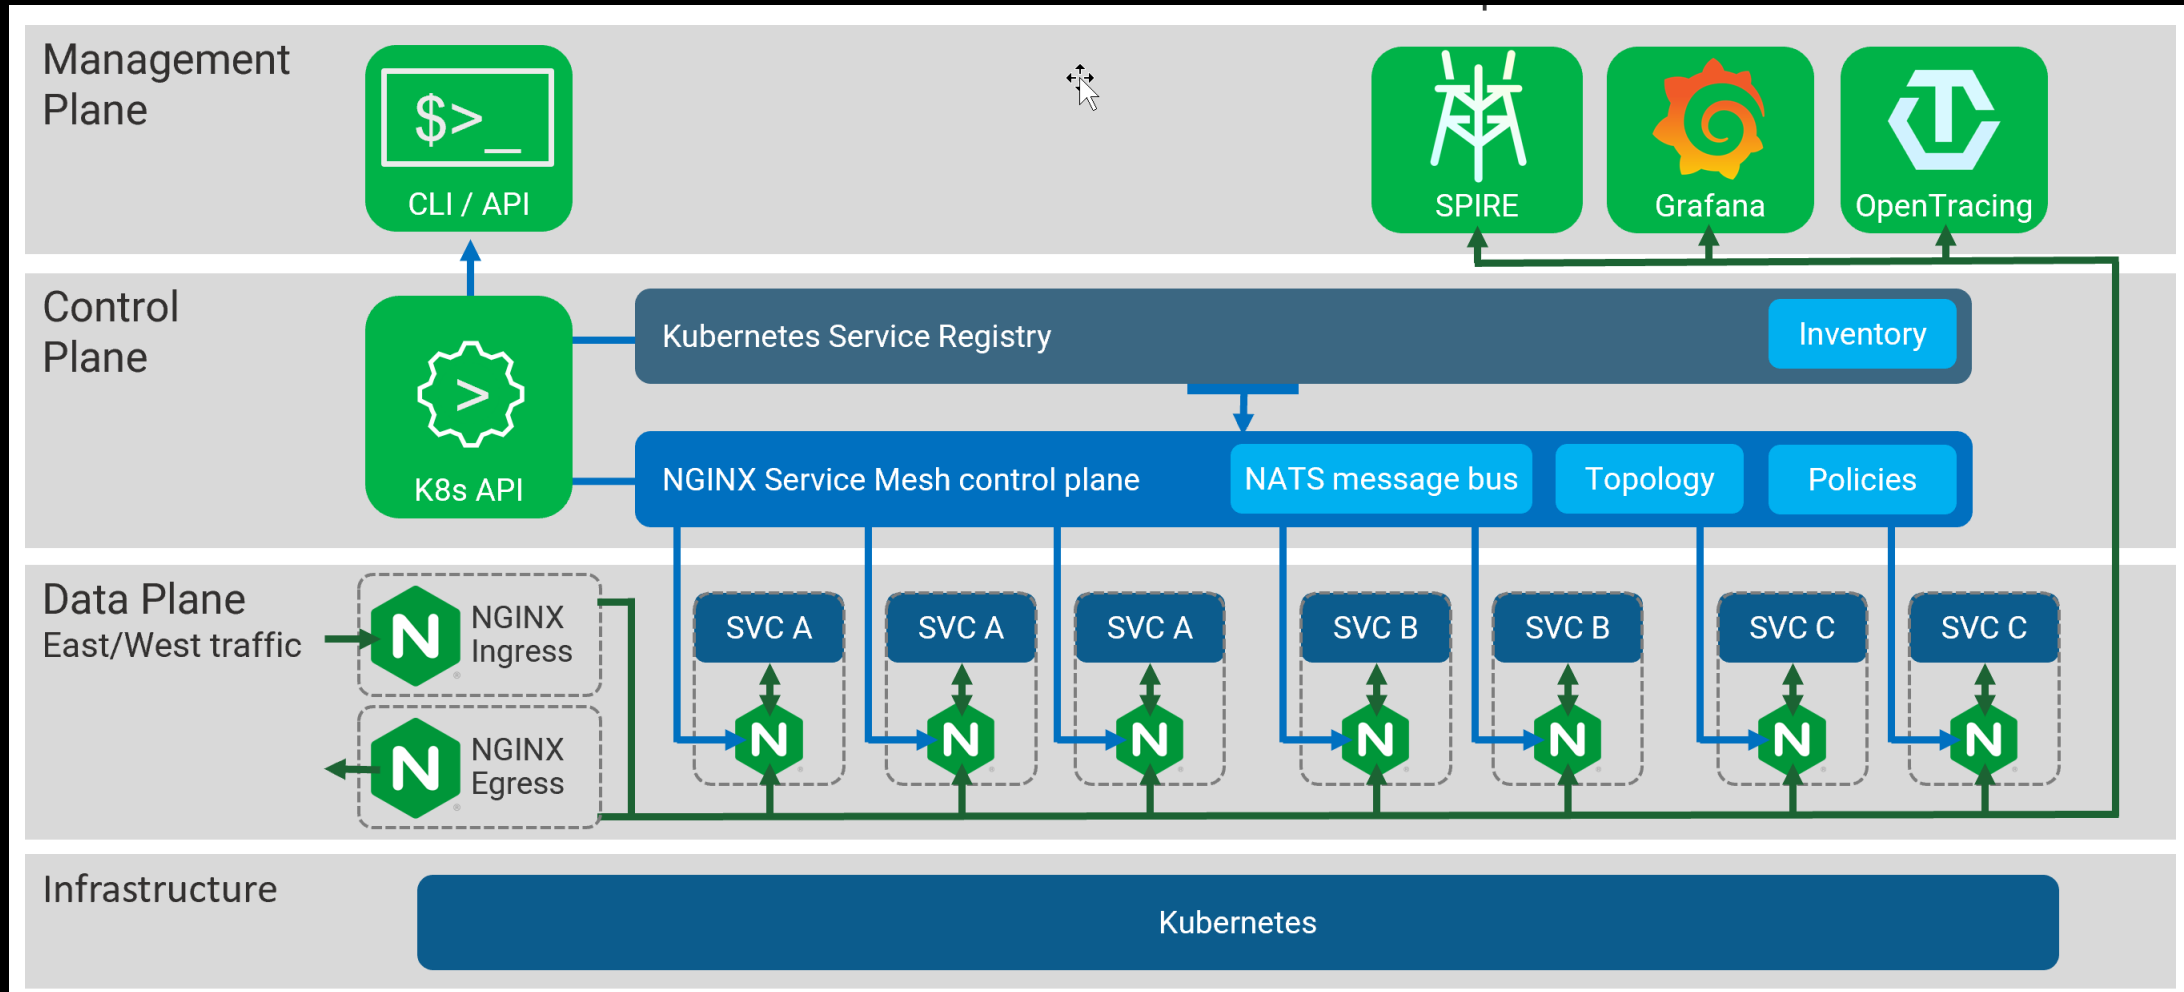 Management
Plane
$>_
CLI / API
SPIRE
Grafana
OpenTracing
Control
Plane
>
K8s API
Kubernetes Service Registry
Inventory
NGINX Service Mesh control plane
NATS message bus
Topology
Policies
Data Plane
East/West traffic
N
NGINX
Ingress
N
NGINX
Egress
SVC A
SVC A
SVC A
SVC B
SVC B
SVC C
SVC C
N
N
N
N
N
N
N
Infrastructure
Kubernetes